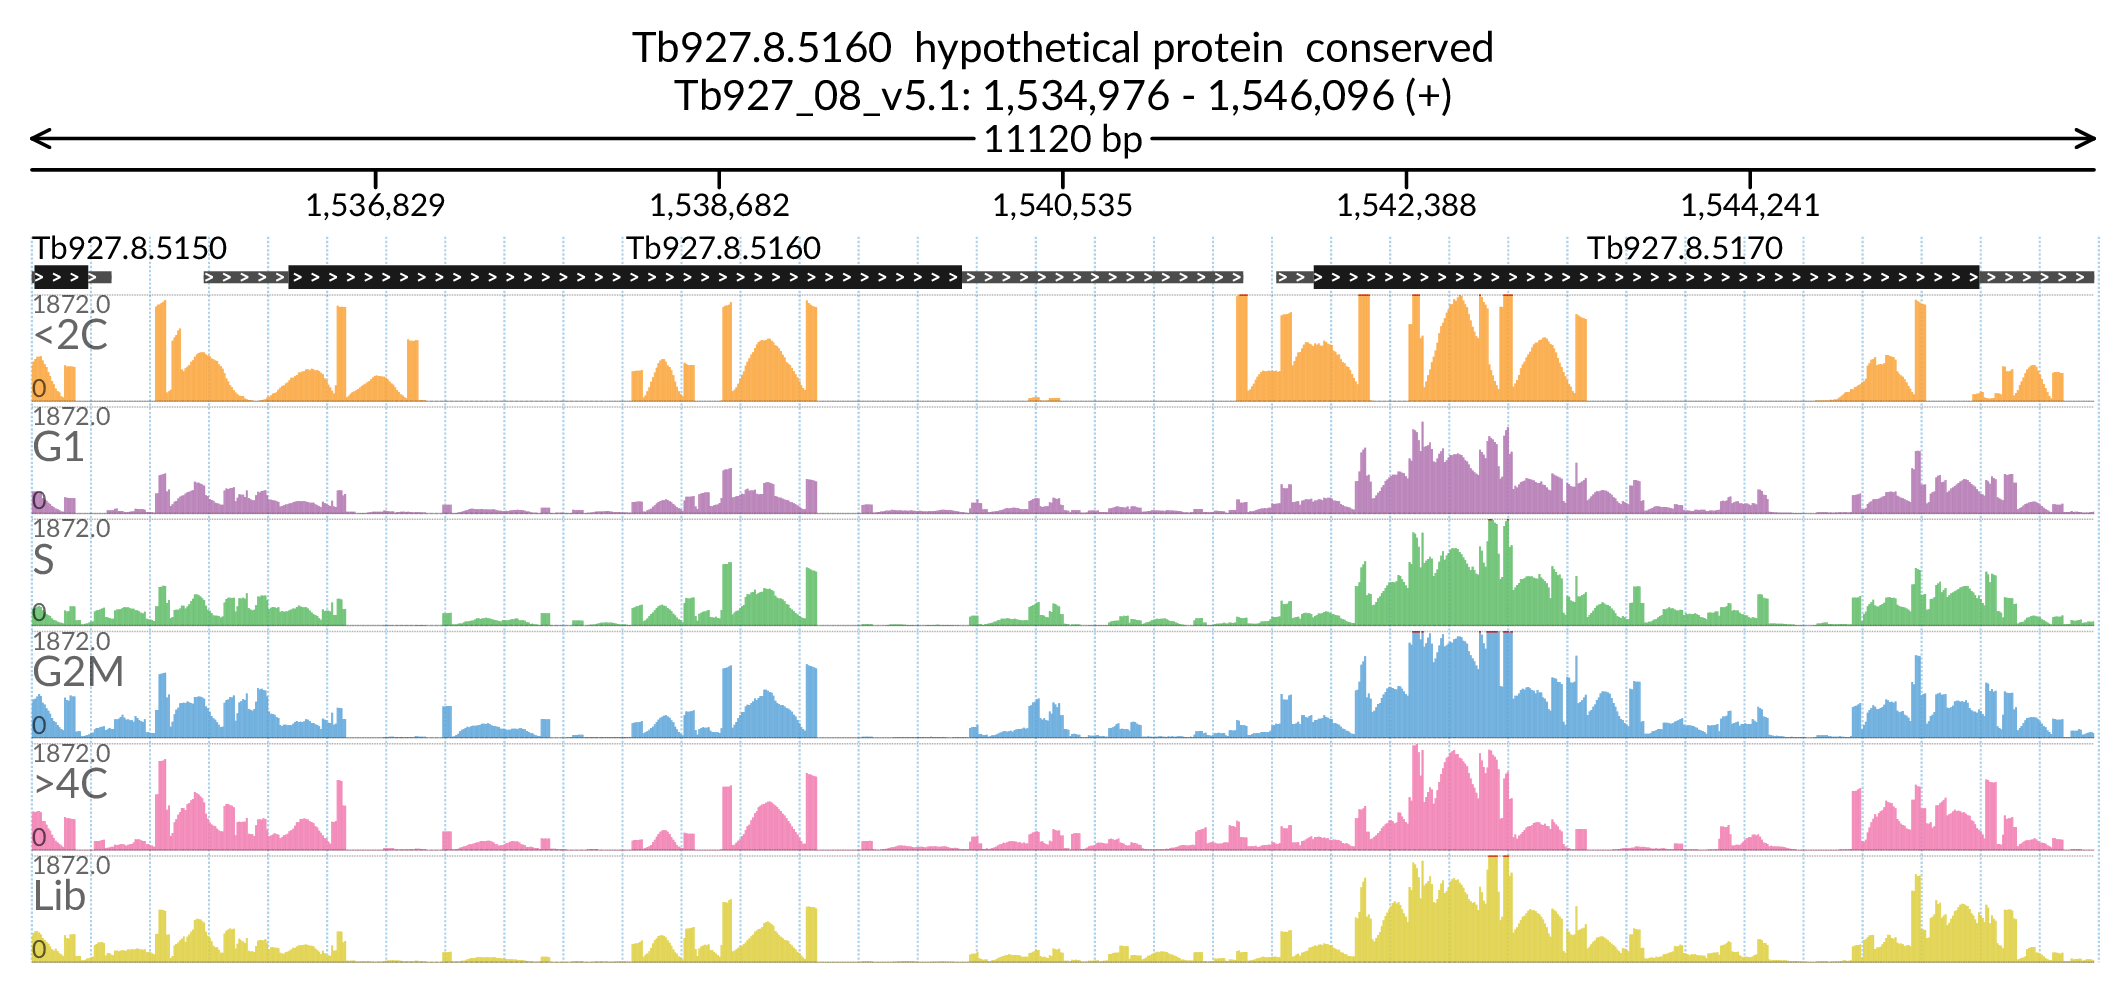 Tb927.8.5160 hypothetical protein conserved
Tb927_08_v5.1: 1,534,976 - 1,546,096 (+)
11120 bp
1,536,829 1,538,682 1,540,535 1,542,388 1,544,241
Tb927.8.5150 Tb927.8.5160 Tb927.8.5170
1872.0
<2C
0
1872.0
G1
0
1872.0
S
0
1872.0
G2M
0
1872.0
>4C
0
1872.0
Lib
0